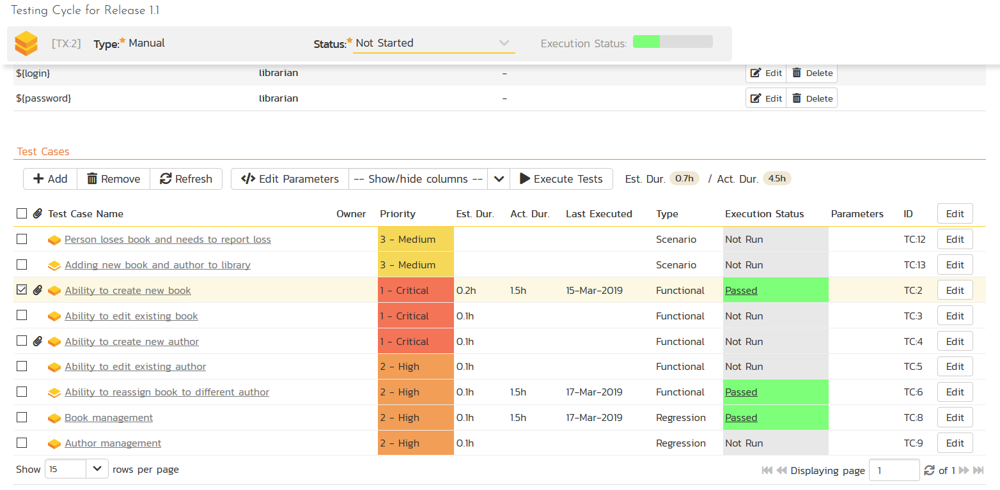 Testing Cycle for Release 1.1
[TX:2] Type: Manual Status: Not Started Execution Status:
${login} librarian - Edit Delete
${password} librarian - Edit Delete
Test Cases
Add Remove Refresh </> Edit Parameters -- Show/hide columns -- Execute Tests Est. Dur. 0.7h / Act. Dur. 4.5h
Test Case Name Owner Priority Est. Dur. Act. Dur. Last Executed Type Execution Status Parameters ID Edit
Person loses book and needs to report loss 3 - Medium Scenario Not Run TC:12 Edit
Adding new book and author to library 3 - Medium Scenario Not Run TC:13 Edit
Ability to create new book 1 - Critical 0.2h 1.5h 15-Mar-2019 Functional Passed TC:2 Edit
Ability to edit existing book 1 - Critical 0.1h Functional Not Run TC:3 Edit
Ability to create new author 1 - Critical 0.1h Functional Not Run TC:4 Edit
Ability to edit existing author 2 - High 0.1h Functional Not Run TC:5 Edit
Ability to reassign book to different author 2 - High 0.1h 1.5h 17-Mar-2019 Functional Passed TC:6 Edit
Book management 2 - High 0.1h 1.5h 17-Mar-2019 Regression Passed TC:8 Edit
Author management 2 - High 0.1h Regression Not Run TC:9 Edit
Show 15 rows per page Displaying page 1 of 1